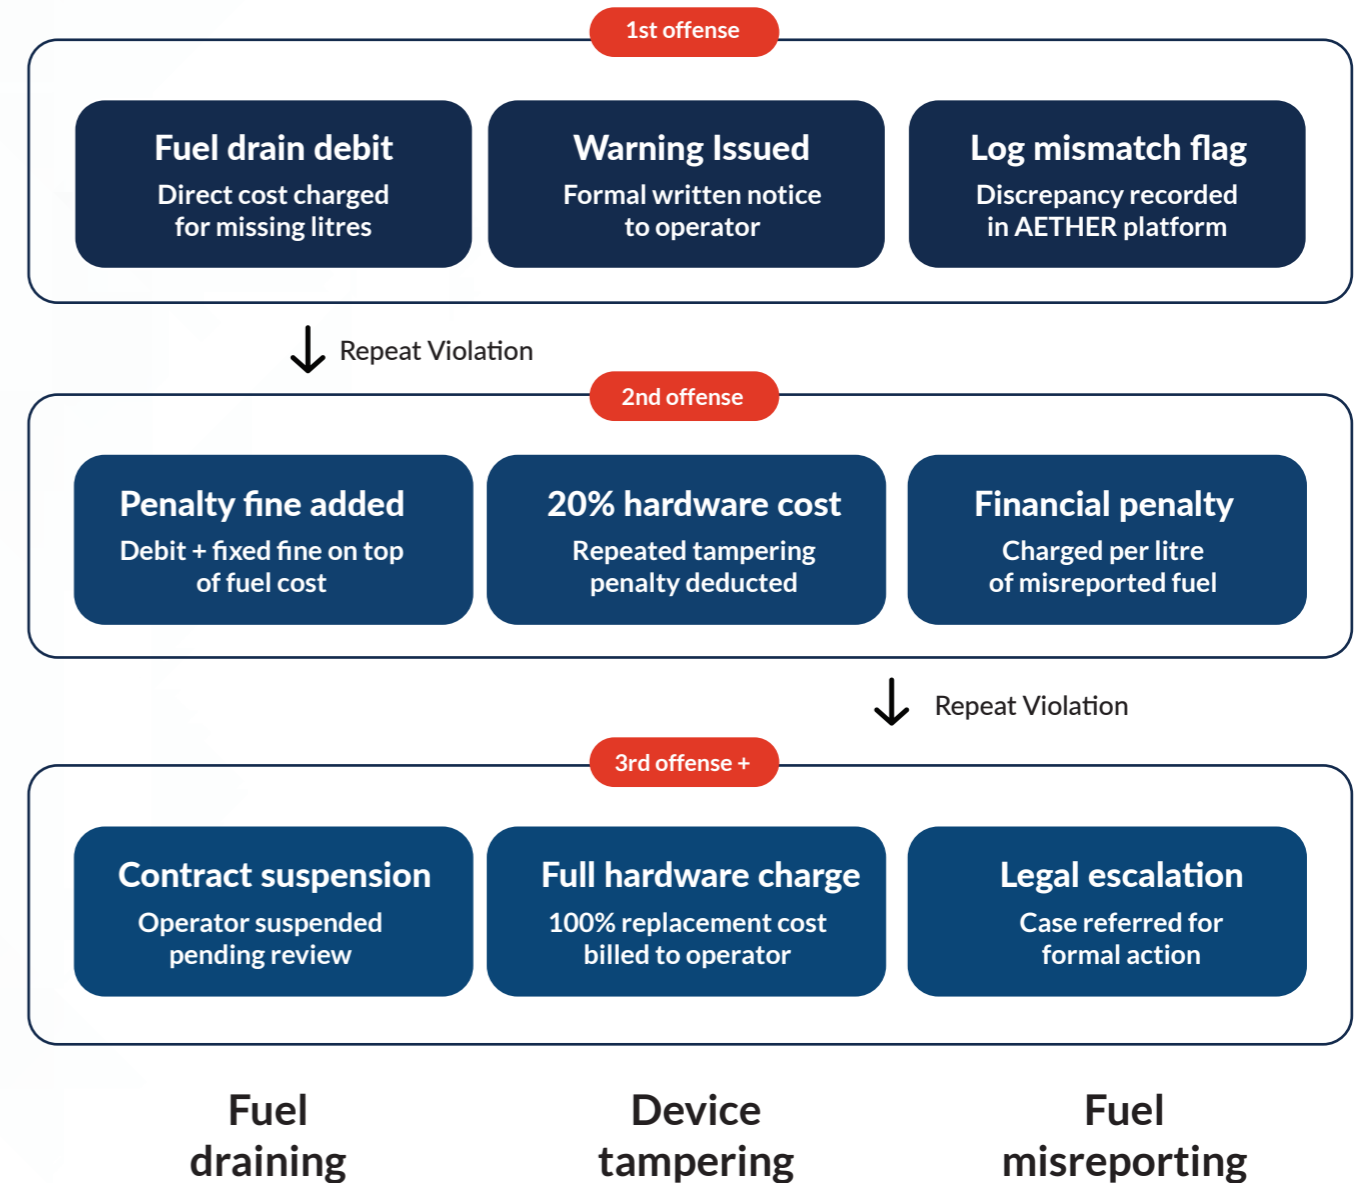 1st offense
Fuel drain debit
Direct cost charged
for missing litres
Warning Issued
Formal written notice
to operator
Log mismatch flag
Discrepancy recorded
in AETHER platform
Repeat Violation
2nd offense
Penalty fine added
Debit + fixed fine on top
of fuel cost
20% hardware cost
Repeated tampering
penalty deducted
Financial penalty
Charged per litre
of misreported fuel
Repeat Violation
3rd offense +
Contract suspension
Operator suspended
pending review
Full hardware charge
100% replacement cost
billed to operator
Legal escalation
Case referred for
formal action
Fuel
draining
Device
tampering
Fuel
misreporting